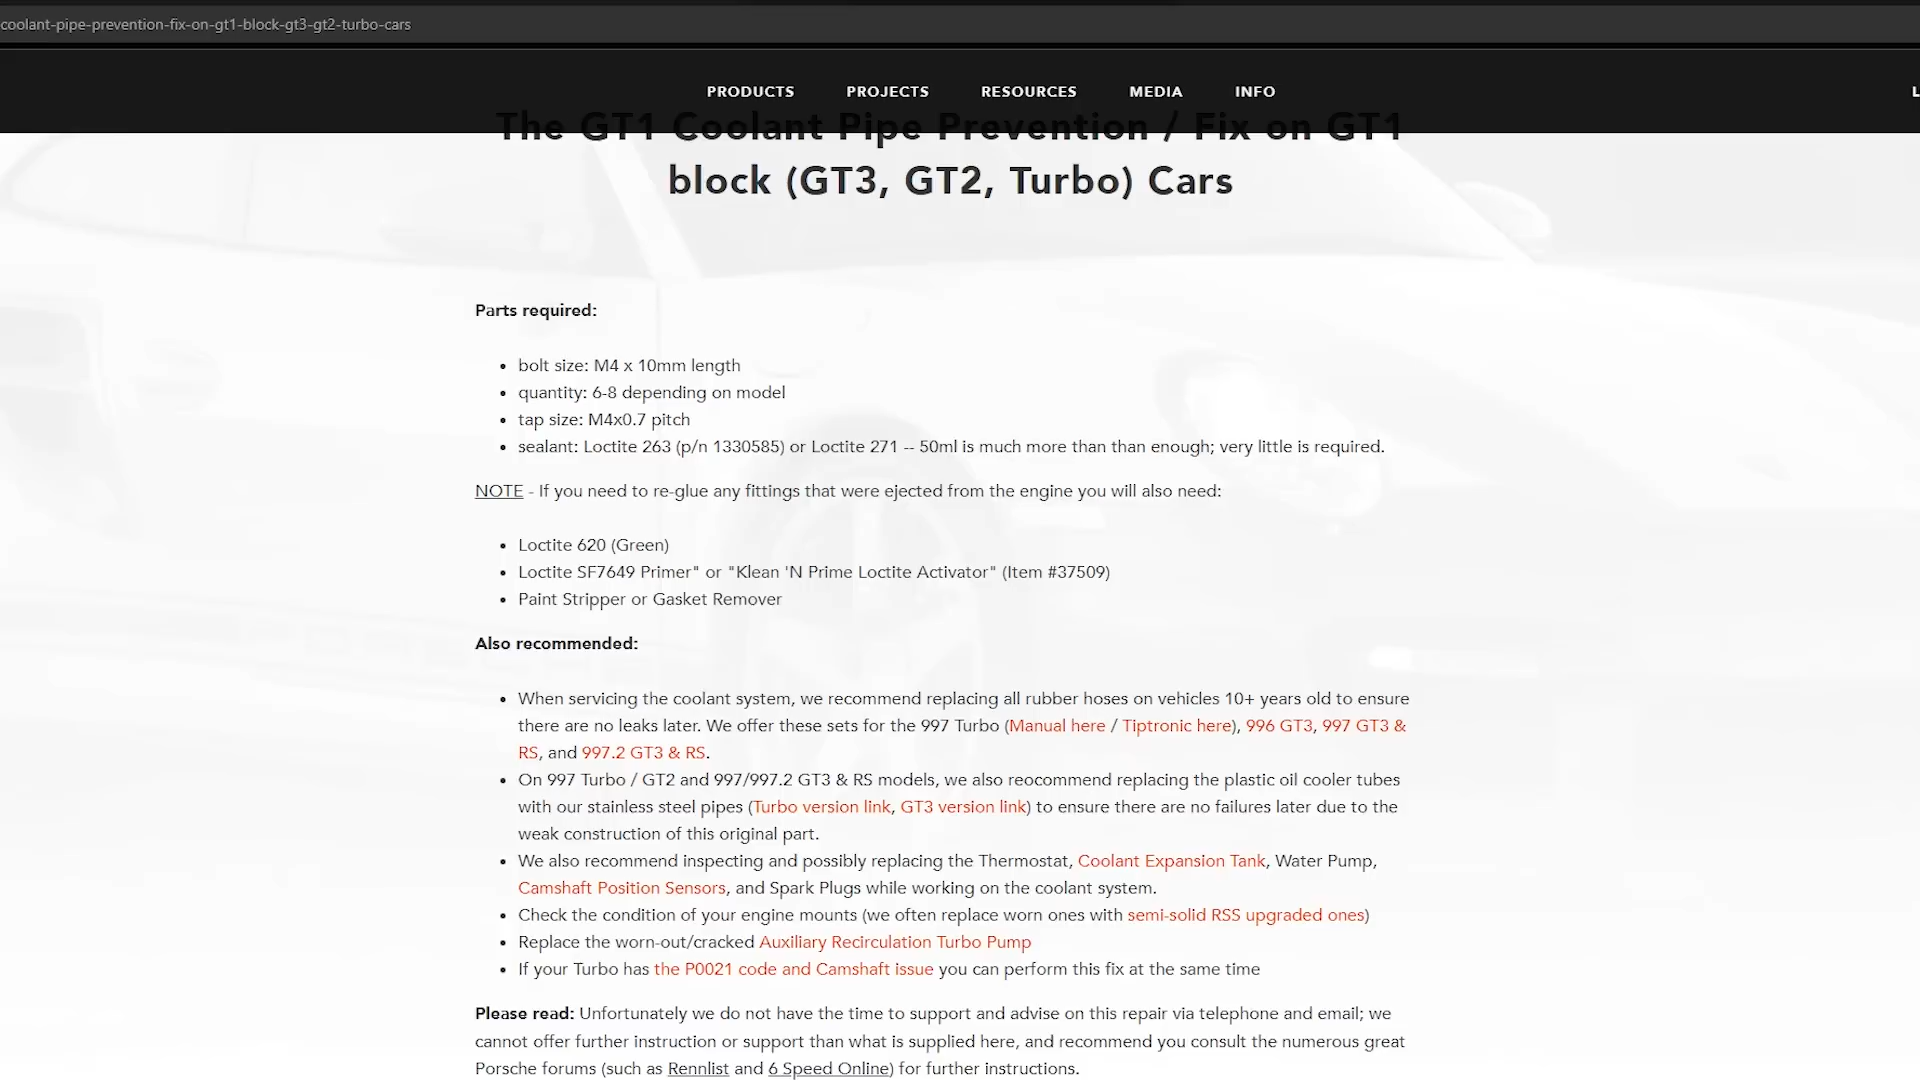 coolant-pipe-prevention-fix-on-gt1-block-gt3-gt2-turbo-cars
PRODUCTS PROJECTS RESOURCES MEDIA INFO L
The GT1 Coolant Pipe Prevention / Fix on GT1
block (GT3, GT2, Turbo) Cars
Parts required:
• bolt size: M4 x 10mm length
• quantity: 6-8 depending on model
• tap size: M4x0.7 pitch
• sealant: Loctite 263 (p/n 1330585) or Loctite 271 -- 50ml is much more than than enough; very little is required.
NOTE - If you need to re-glue any fittings that were ejected from the engine you will also need:
• Loctite 620 (Green)
• Loctite SF7649 Primer" or "Klean 'N Prime Loctite Activator" (Item #37509)
• Paint Stripper or Gasket Remover
Also recommended:
• When servicing the coolant system, we recommend replacing all rubber hoses on vehicles 10+ years old to ensure
there are no leaks later. We offer these sets for the 997 Turbo (Manual here / Tiptronic here), 996 GT3, 997 GT3 &
RS, and 997.2 GT3 & RS.
• On 997 Turbo / GT2 and 997/997.2 GT3 & RS models, we also reocommend replacing the plastic oil cooler tubes
with our stainless steel pipes (Turbo version link, GT3 version link) to ensure there are no failures later due to the
weak construction of this original part.
• We also recommend inspecting and possibly replacing the Thermostat, Coolant Expansion Tank, Water Pump,
Camshaft Position Sensors, and Spark Plugs while working on the coolant system.
• Check the condition of your engine mounts (we often replace worn ones with semi-solid RSS upgraded ones)
• Replace the worn-out/cracked Auxiliary Recirculation Turbo Pump
• If your Turbo has the P0021 code and Camshaft issue you can perform this fix at the same time
Please read: Unfortunately we do not have the time to support and advise on this repair via telephone and email; we
cannot offer further instruction or support than what is supplied here, and recommend you consult the numerous great
Porsche forums (such as Rennlist and 6 Speed Online) for further instructions.